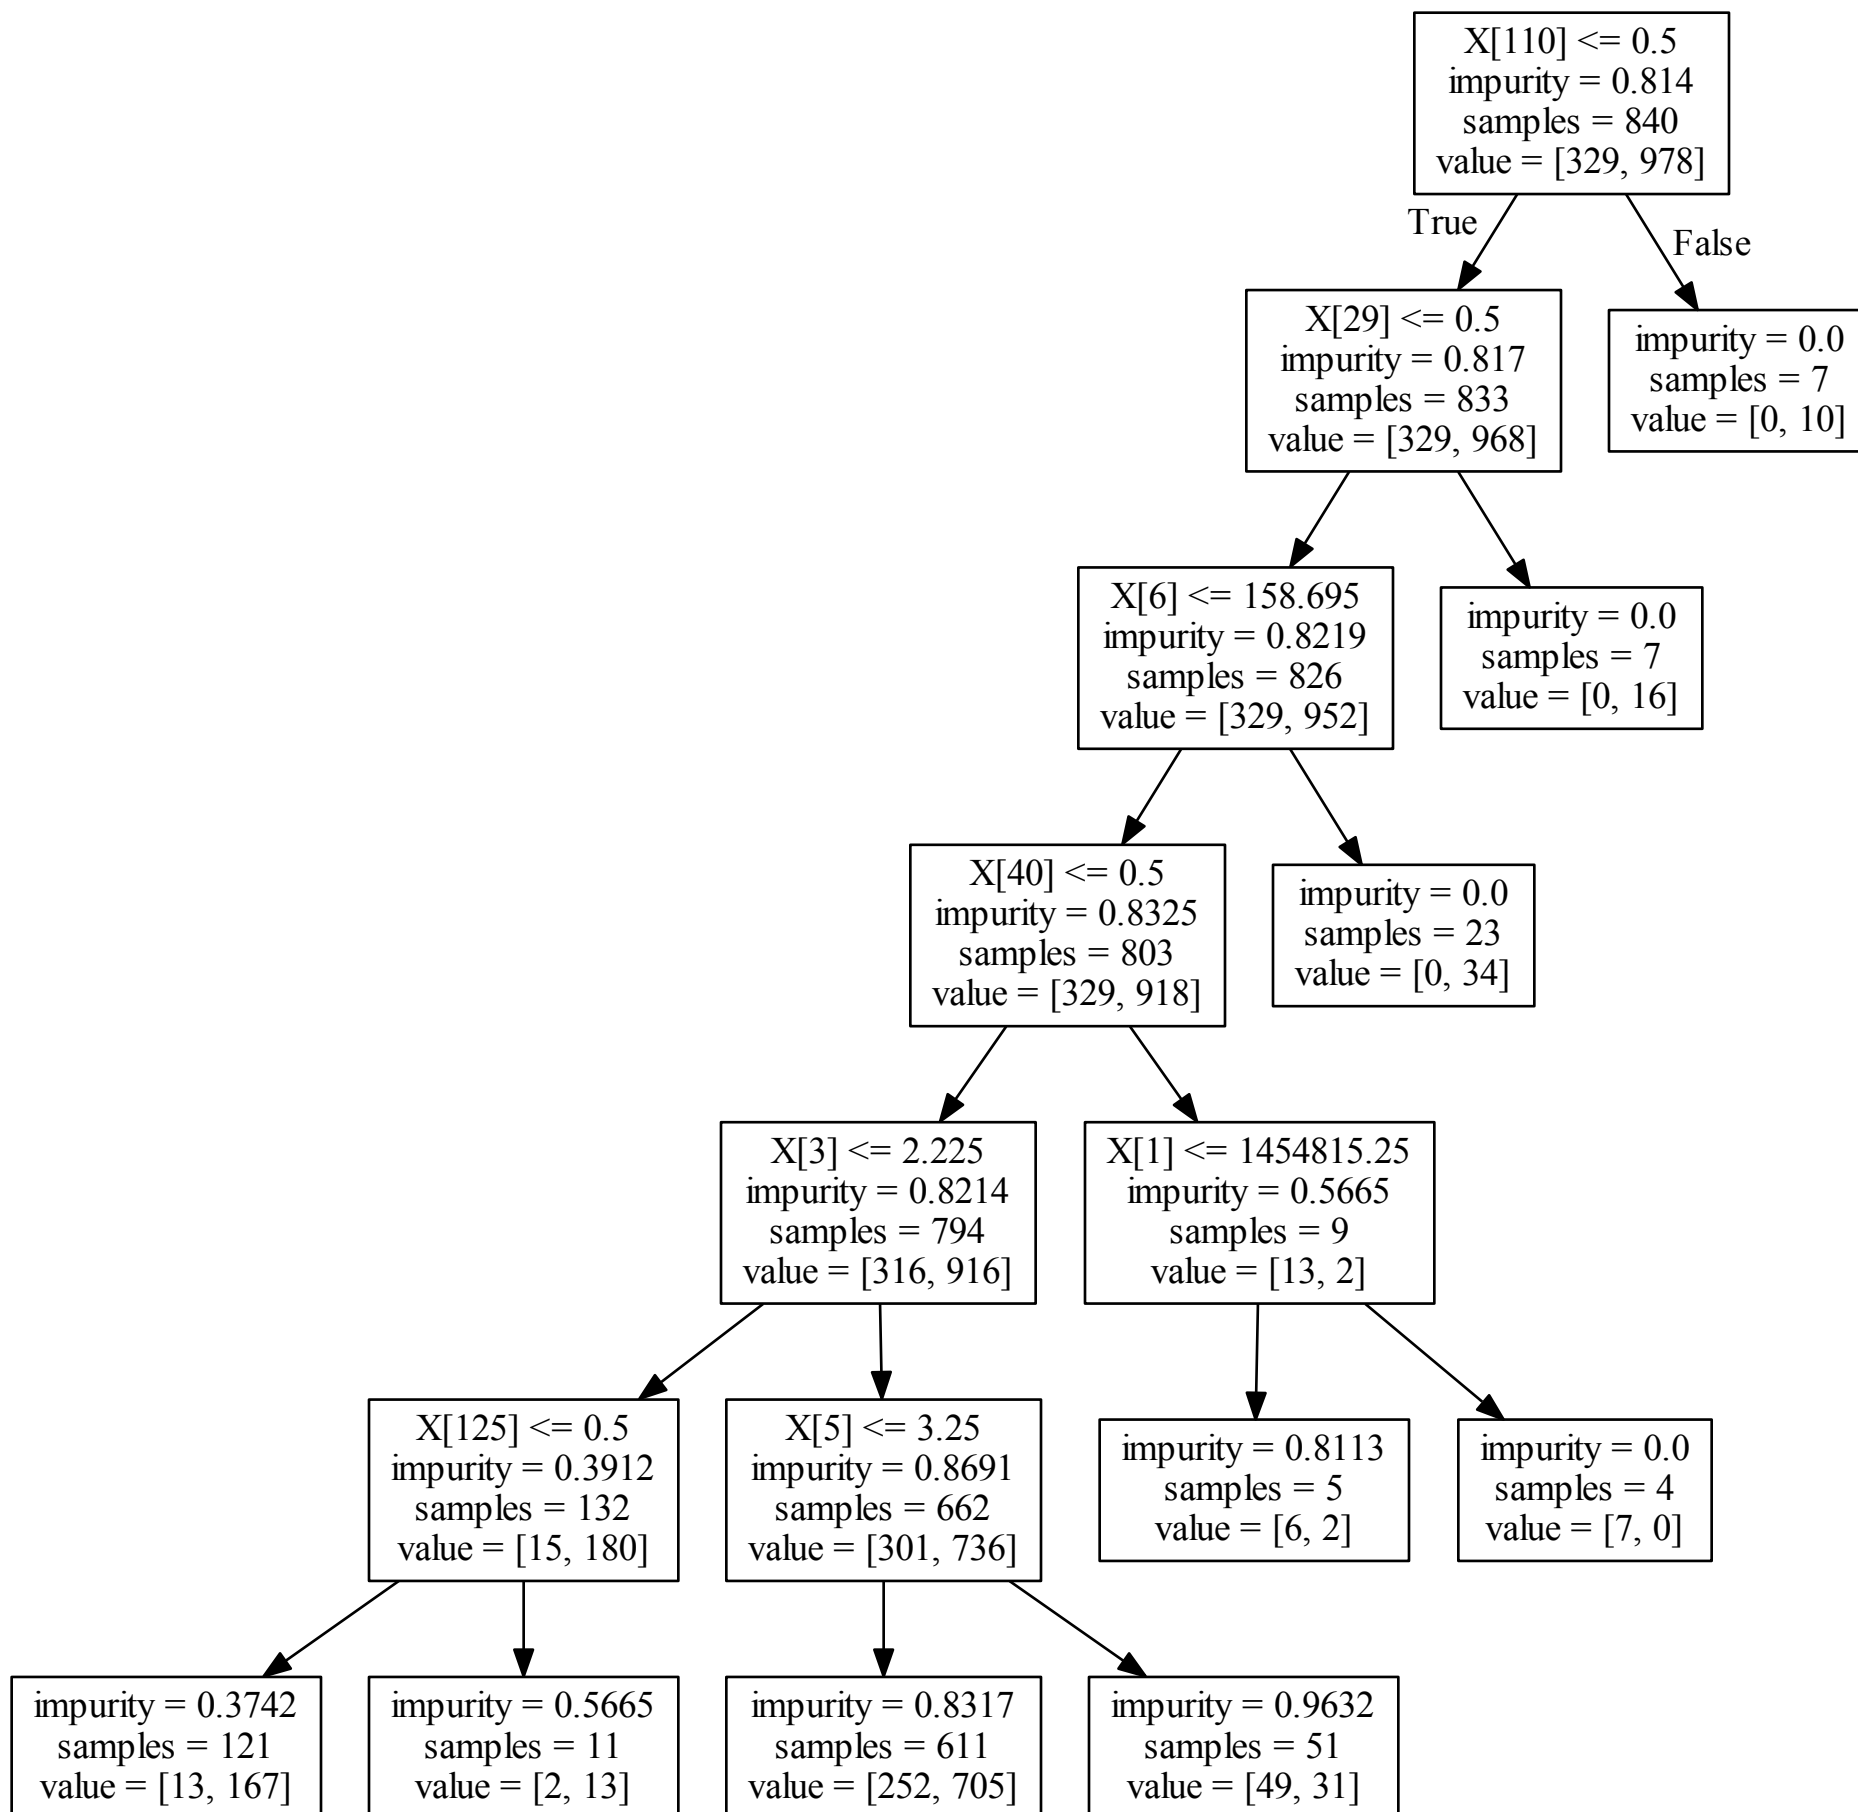 X[110] <= 0.5
impurity = 0.814
samples = 840
value = [329, 978]
True
False
X[29] <= 0.5
impurity = 0.817
samples = 833
value = [329, 968]
impurity = 0.0
samples = 7
value = [0, 10]
X[6] <= 158.695
impurity = 0.8219
samples = 826
value = [329, 952]
impurity = 0.0
samples = 7
value = [0, 16]
X[40] <= 0.5
impurity = 0.8325
samples = 803
value = [329, 918]
impurity = 0.0
samples = 23
value = [0, 34]
X[3] <= 2.225
impurity = 0.8214
samples = 794
value = [316, 916]
X[1] <= 1454815.25
impurity = 0.5665
samples = 9
value = [13, 2]
X[125] <= 0.5
impurity = 0.3912
samples = 132
value = [15, 180]
X[5] <= 3.25
impurity = 0.8691
samples = 662
value = [301, 736]
impurity = 0.8113
samples = 5
value = [6, 2]
impurity = 0.0
samples = 4
value = [7, 0]
impurity = 0.3742
samples = 121
value = [13, 167]
impurity = 0.5665
samples = 11
value = [2, 13]
impurity = 0.8317
samples = 611
value = [252, 705]
impurity = 0.9632
samples = 51
value = [49, 31]